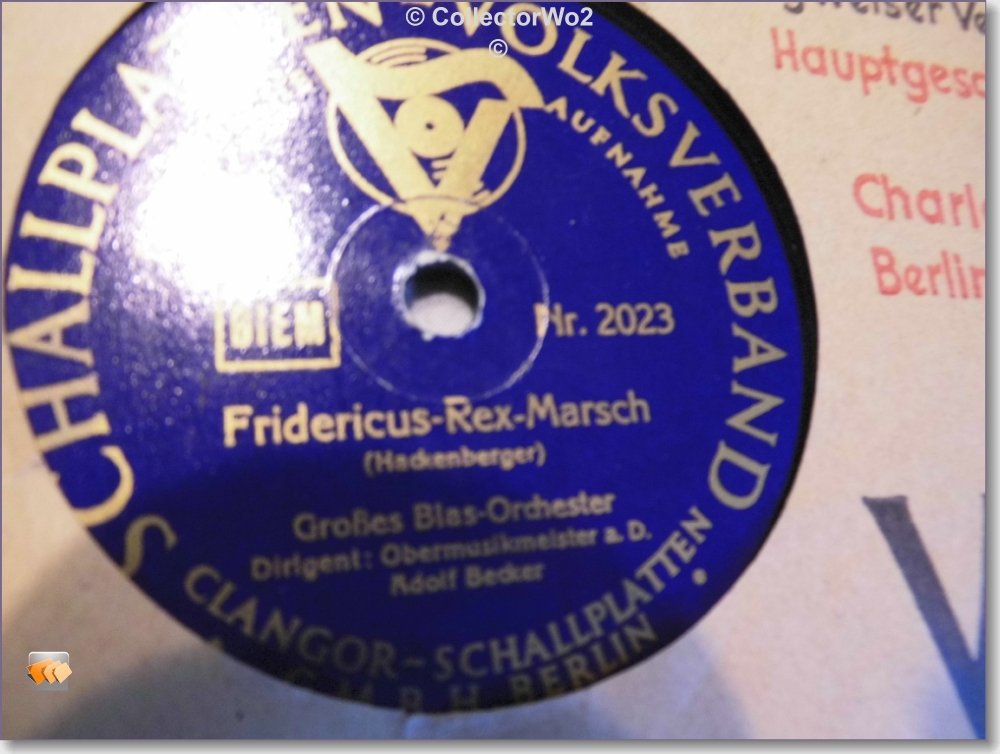 © CollectorWo2
©
SCHALLPLATTEN VOLKSVERBAND
AUFNAHME
BIEM
Nr. 2023
Fridericus-Rex-Marsch
(Hackenberger)
Großes Blas-Orchester
Dirigent: Obermusikmeister a. D.
Adolf Becker
CLANGOR-SCHALLPLATTEN
G.M.B.H. BERLIN
Hauptges
Charl
Berlin